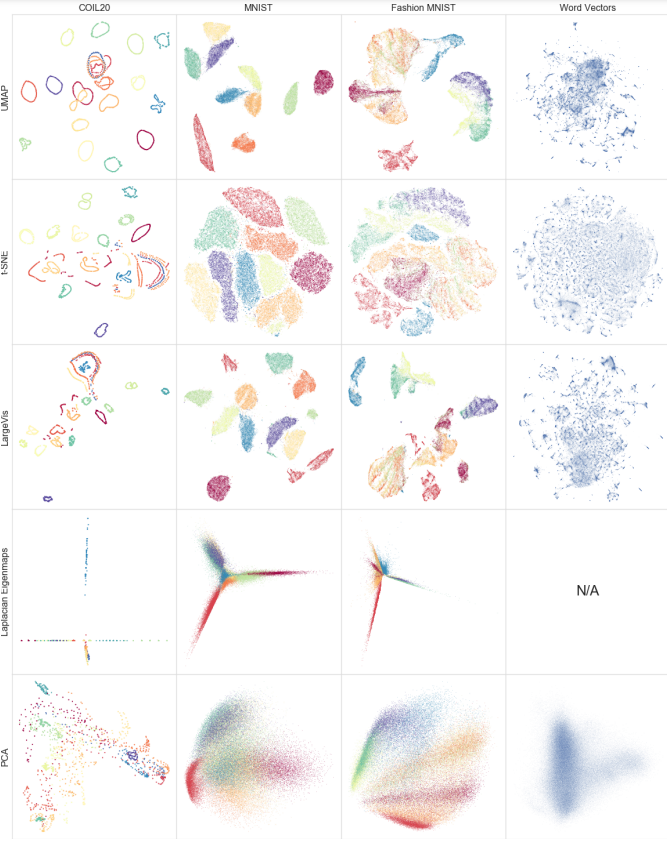 COIL20 MNIST Fashion MNIST Word Vectors
UMAP
t-SNE
LargeVis
Laplacian Eigenmaps
N/A
PCA